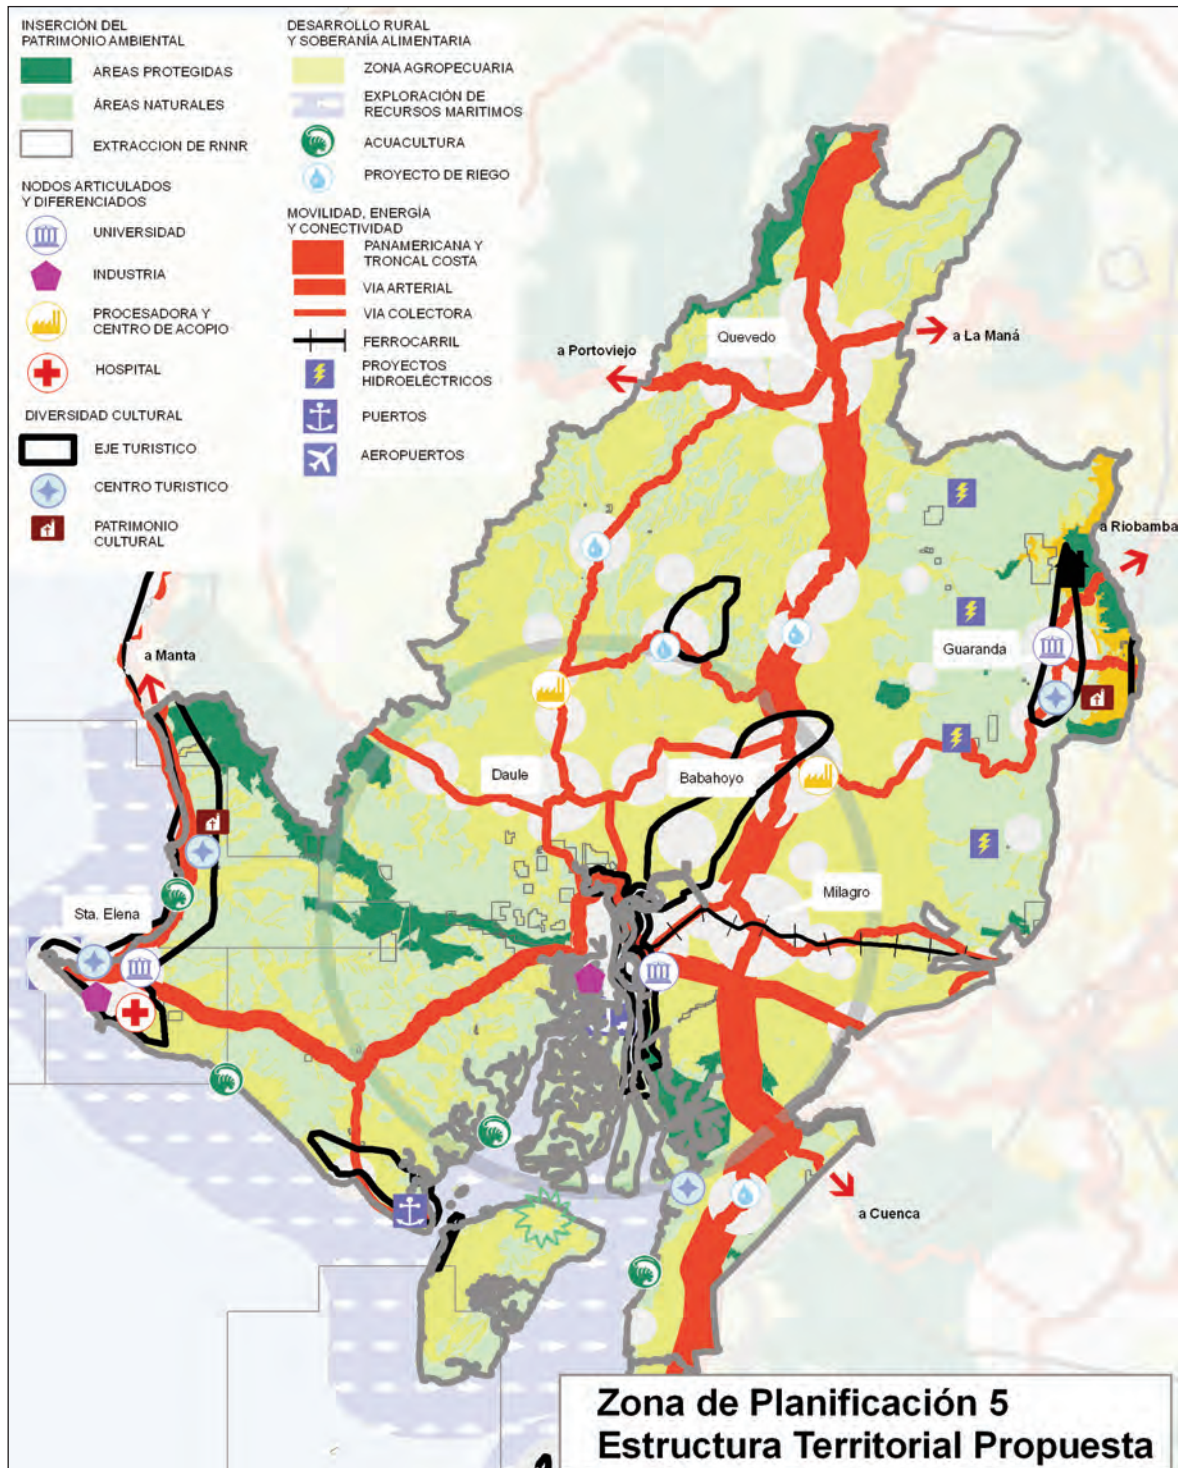 INSERCIÓN DEL
PATRIMONIO AMBIENTAL
AREAS PROTEGIDAS
ÁREAS NATURALES
EXTRACCION DE RNNR
NODOS ARTICULADOS
Y DIFERENCIADOS
UNIVERSIDAD
INDUSTRIA
PROCESADORA Y
CENTRO DE ACOPIO
HOSPITAL
DIVERSIDAD CULTURAL
EJE TURISTICO
CENTRO TURISTICO
PATRIMONIO
CULTURAL
DESARROLLO RURAL
Y SOBERANÍA ALIMENTARIA
ZONA AGROPECUARIA
EXPLORACIÓN DE
RECURSOS MARITIMOS
ACUACULTURA
PROYECTO DE RIEGO
MOVILIDAD, ENERGÍA
Y CONECTIVIDAD
PANAMERICANA Y
TRONCAL COSTA
VIA ARTERIAL
VIA COLECTORA
FERROCARRIL
PROYECTOS
HIDROELÉCTRICOS
PUERTOS
AEROPUERTOS
Quevedo
a La Maná
a Portoviejo
a Riobamba
a Manta
Guaranda
Daule
Babahoyo
Milagro
Sta. Elena
a Cuenca
Zona de Planificación 5
Estructura Territorial Propuesta